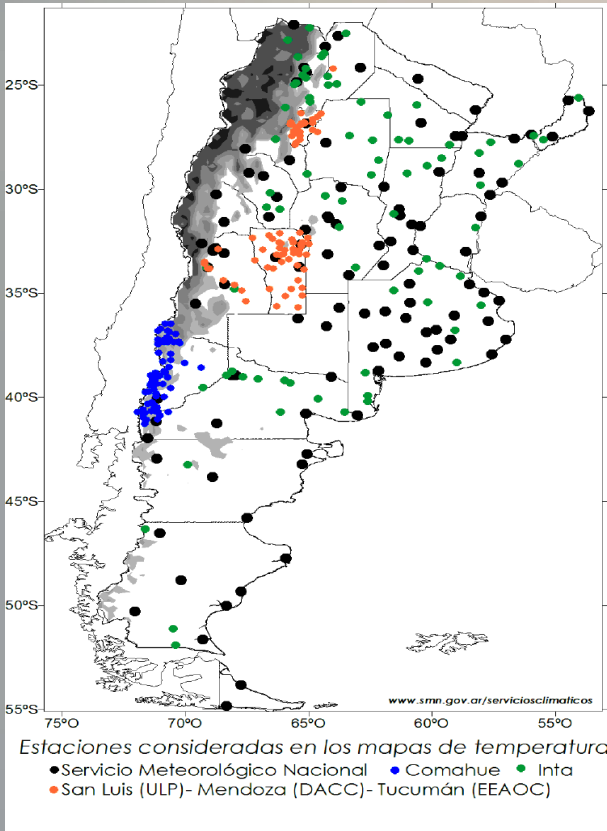 25°S
30°S
35°S
40°S
45°S
50°S
55°S
75°O 70°O 65°O 60°O 55°O
www.smn.gov.ar/serviciosclimaticos
Estaciones consideradas en los mapas de temperatura
Servicio Meteorológico Nacional Comahue Inta
San Luis (ULP)- Mendoza (DACC)- Tucumán (EEAOC)